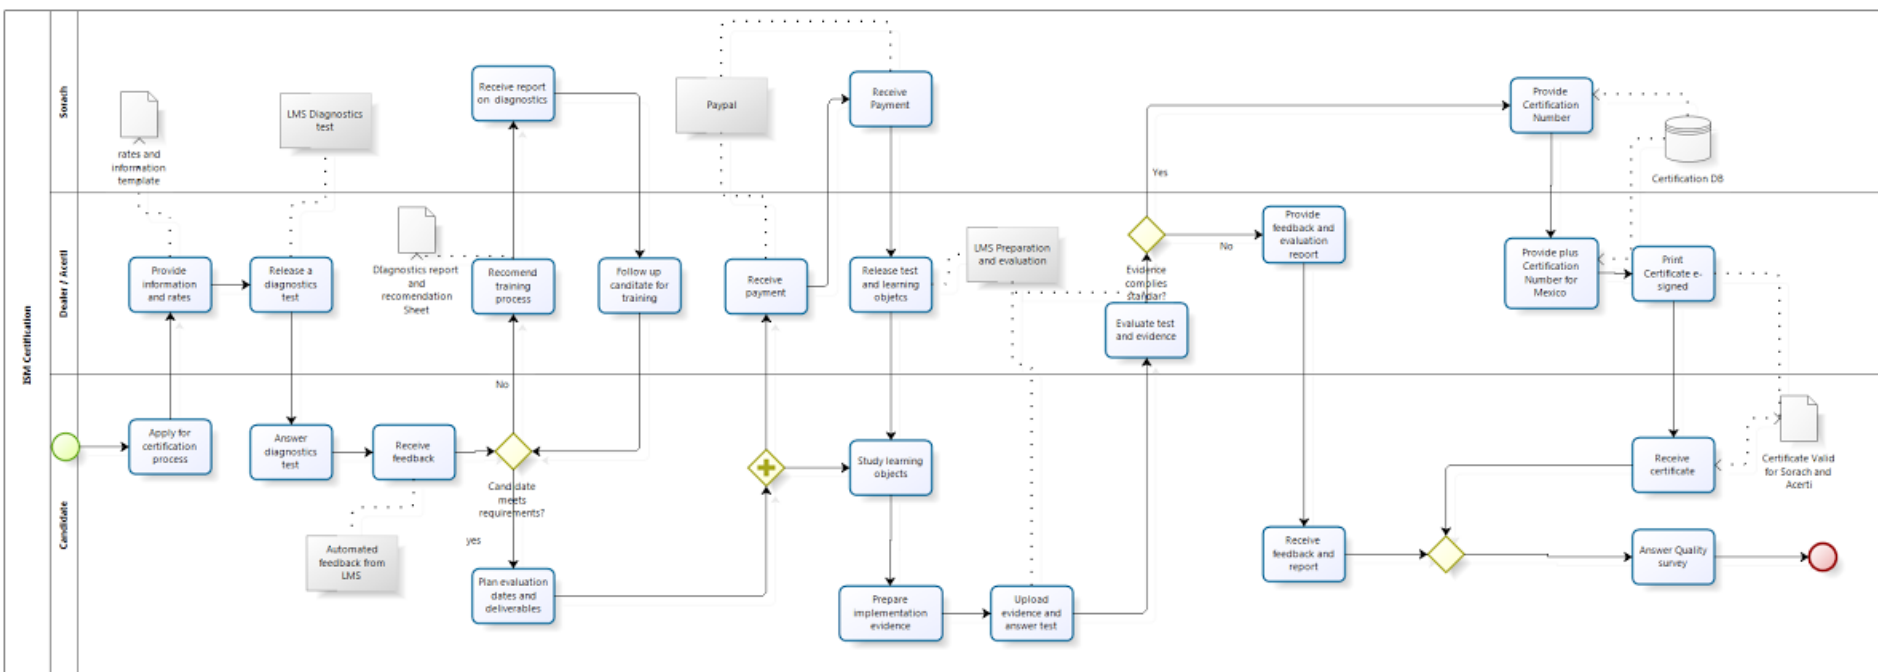 ISM Certification
Sorach
Dealer / Acerti
Candidate
rates and
information
template
LMS Diagnostics
test
Receive report
on diagnostics
Paypal
Receive
Payment
Yes
Provide
Certification
Number
Certification DB
Provide
information
and rates
Release a
diagnostics
test
DIagnostics report
and
recomendation
Sheet
Recomend
training
process
Follow up
canditate for
training
Receive
payment
Release test
and learning
objetcs
LMS Preparation
and evaluation
Evidence
complies
standar?
Evaluate test
and evidence
No
Provide
feedback and
evaluation
report
Provide plus
Certification
Number for
Mexico
Print
Certificate e-
signed
No
Apply for
certification
process
Answer
diagnostics
test
Receive
feedback
Candidate
meets
requirements?
yes
Automated
feedback from
LMS
Plan evaluation
dates and
deliverables
Study learning
objects
Prepare
implementation
evidence
Upload
evidence and
answer test
Receive
feedback and
report
Receive
certificate
Certificate Valid
for Sorach and
Acerti
Answer Quality
survey